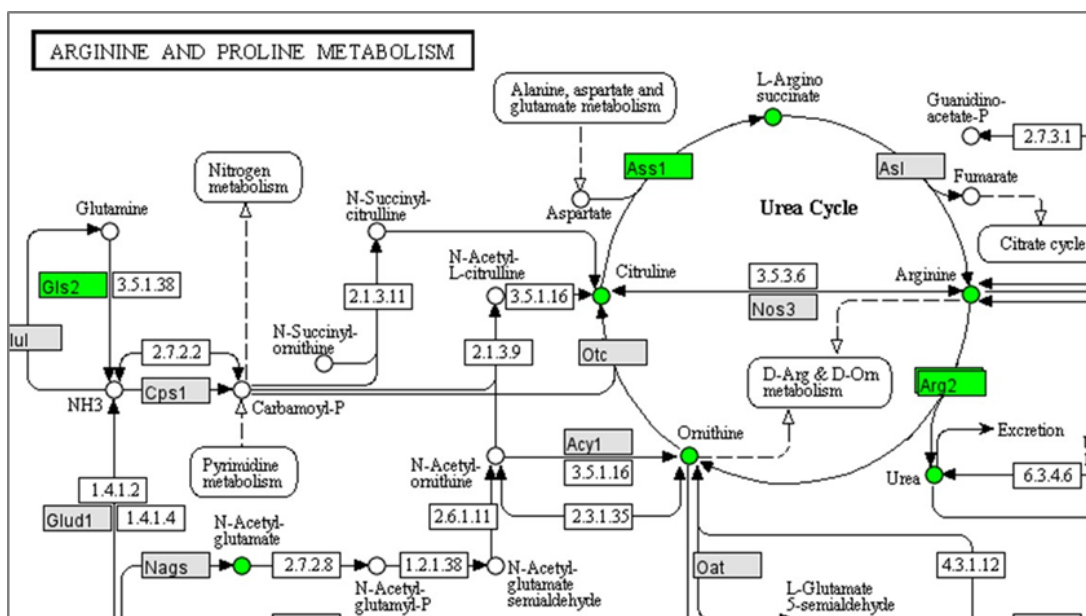 ARGININE AND PROLINE METABOLISM
Alanine, aspartate and
glutamate metabolism
L-Argino
succinate
Guanidino-
acetate-P
2.7.3.1
Nitrogen
metabolism
Ass1
Asl
Fumarate
Glutamine
N-Succinyl-
citrulline
Aspartate
Urea Cycle
Citrate cycle
N-Acetyl-
L-citrulline
Citruline
Arginine
Gls2
3.5.1.38
2.1.3.11
3.5.1.16
3.5.3.6
Nos3
N-Succinyl-
ornithine
2.7.2.2
2.1.3.9
Otc
D-Arg & D-Orn
metabolism
Arg2
Cps1
NH3
Carbamoyl-P
Excretion
Ornithine
Acy1
Pyrimidine
metabolism
N-Acetyl-
ornithine
3.5.1.16
Urea
6.3.4.6
1.4.1.2
Glud1
1.4.1.4
2.6.1.11
2.3.1.35
N-Acetyl-
glutamate
Nags
2.7.2.8
1.2.1.38
N-Acetyl-
glutamate
semialdehyde
Oat
4.3.1.12
N-Acetyl-
glutamyl-P
L-Glutamate
5-semialdehyde